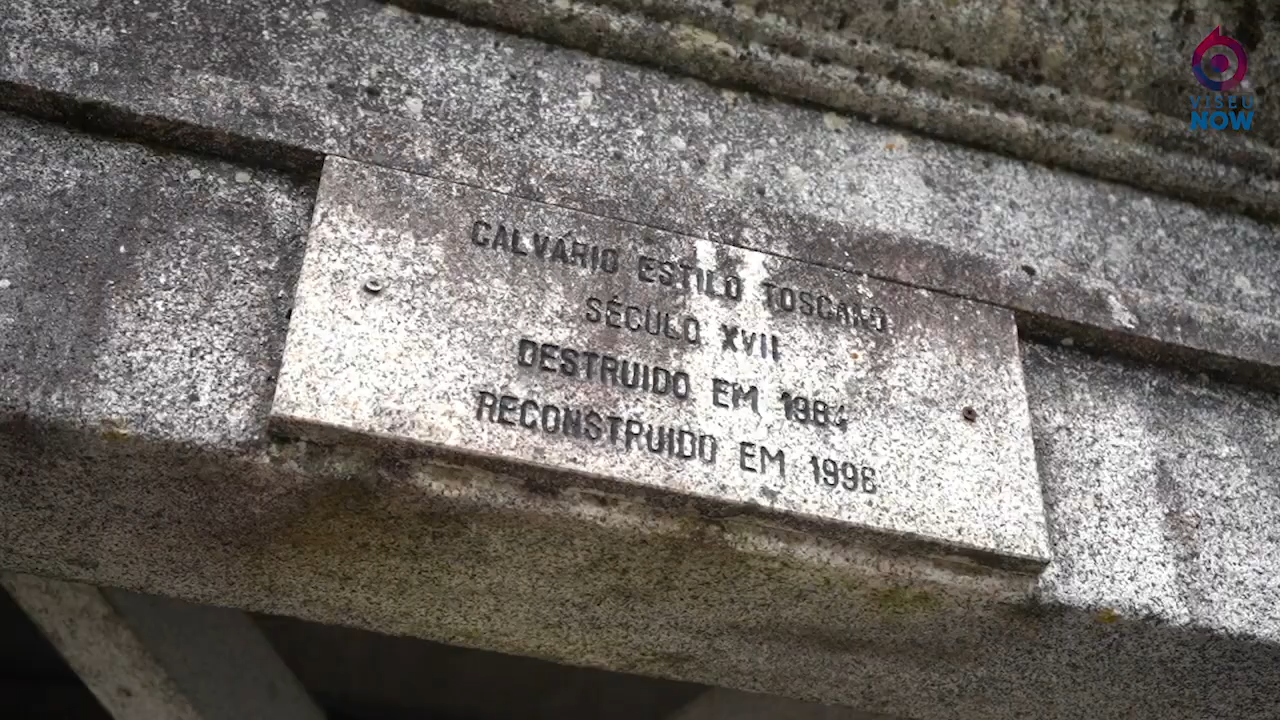 VISEU
NOW
CALVÁRIO ESTILO TOSCANO
SÉCULO XVII
DESTRUIDO EM 1984
RECONSTRUIDO EM 1996